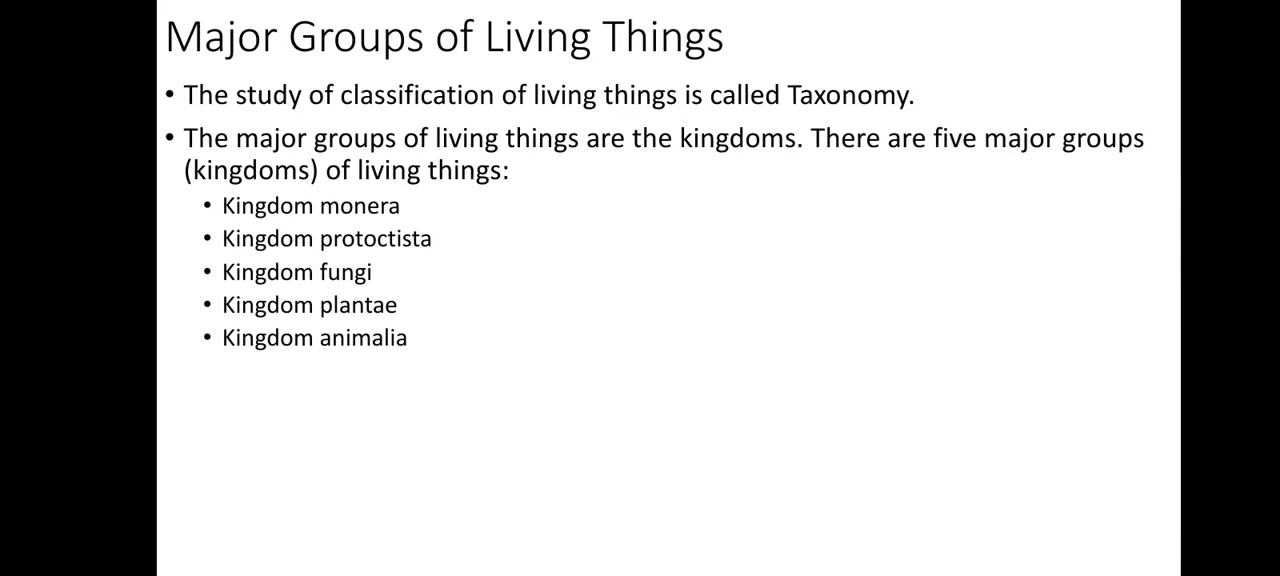 Major Groups of Living Things
• The study of classification of living things is called Taxonomy.
• The major groups of living things are the kingdoms. There are five major groups
(kingdoms) of living things:
• Kingdom monera
• Kingdom protoctista
• Kingdom fungi
• Kingdom plantae
• Kingdom animalia